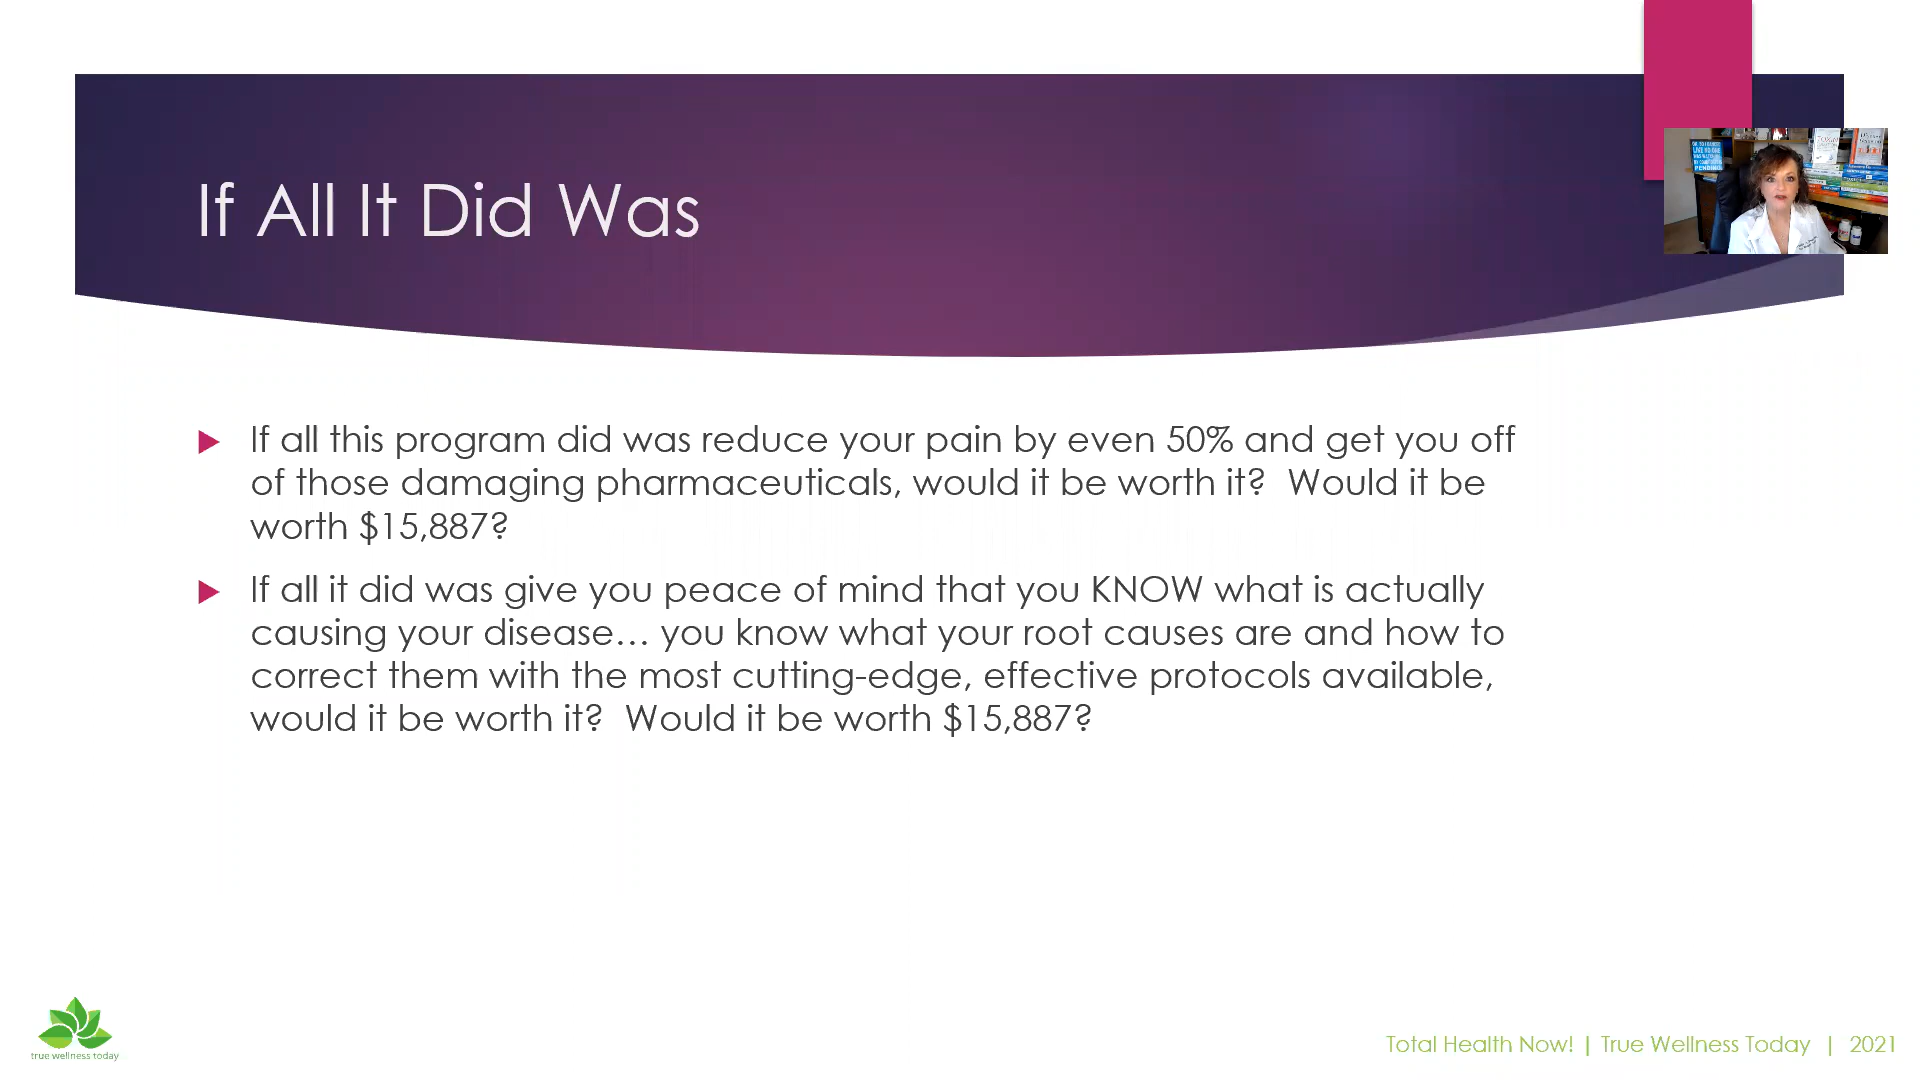 If All It Did Was
If all this program did was reduce your pain by even 50% and get you off
of those damaging pharmaceuticals, would it be worth it?  Would it be
worth $15,887?
If all it did was give you peace of mind that you KNOW what is actually
causing your disease… you know what your root causes are and how to
correct them with the most cutting-edge, effective protocols available,
would it be worth it?  Would it be worth $15,887?
true wellness today
Total Health Now! | True Wellness Today | 2021